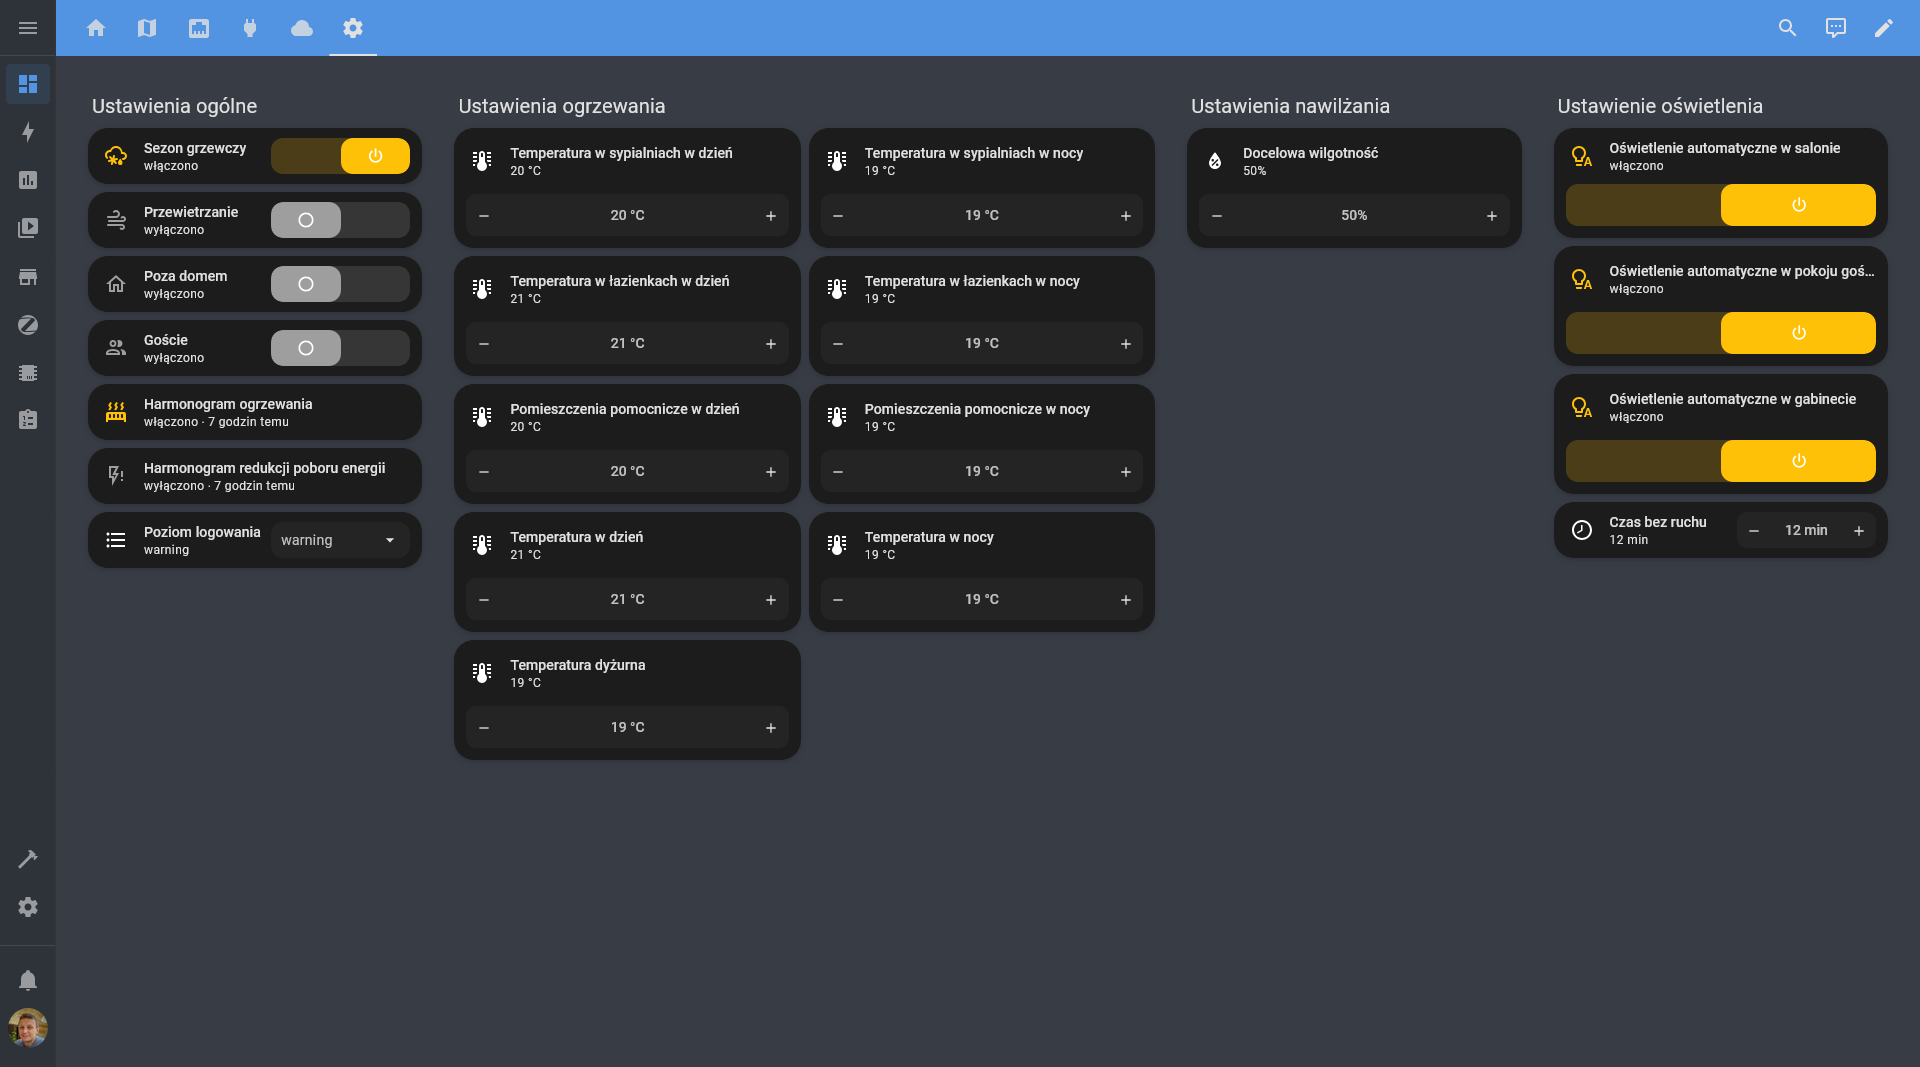 Ustawienia ogólne
Sezon grzewczy
włączono
Przewietrzanie
wyłączono
Poza domem
wyłączono
Goście
wyłączono
Harmonogram ogrzewania
włączono · 7 godzin temu
Harmonogram redukcji poboru energii
wyłączono · 7 godzin temu
Poziom logowania
warning
warning
Ustawienia ogrzewania
Temperatura w sypialniach w dzień
20 °C
− 20 °C +
Temperatura w sypialniach w nocy
19 °C
− 19 °C +
Temperatura w łazienkach w dzień
21 °C
− 21 °C +
Temperatura w łazienkach w nocy
19 °C
− 19 °C +
Pomieszczenia pomocnicze w dzień
20 °C
− 20 °C +
Pomieszczenia pomocnicze w nocy
19 °C
− 19 °C +
Temperatura w dzień
21 °C
− 21 °C +
Temperatura w nocy
19 °C
− 19 °C +
Temperatura dyżurna
19 °C
− 19 °C +
Ustawienia nawilżania
Docelowa wilgotność
50%
− 50% +
Ustawienie oświetlenia
Oświetlenie automatyczne w salonie
włączono
Oświetlenie automatyczne w pokoju goś...
włączono
Oświetlenie automatyczne w gabinecie
włączono
Czas bez ruchu
12 min
− 12 min +